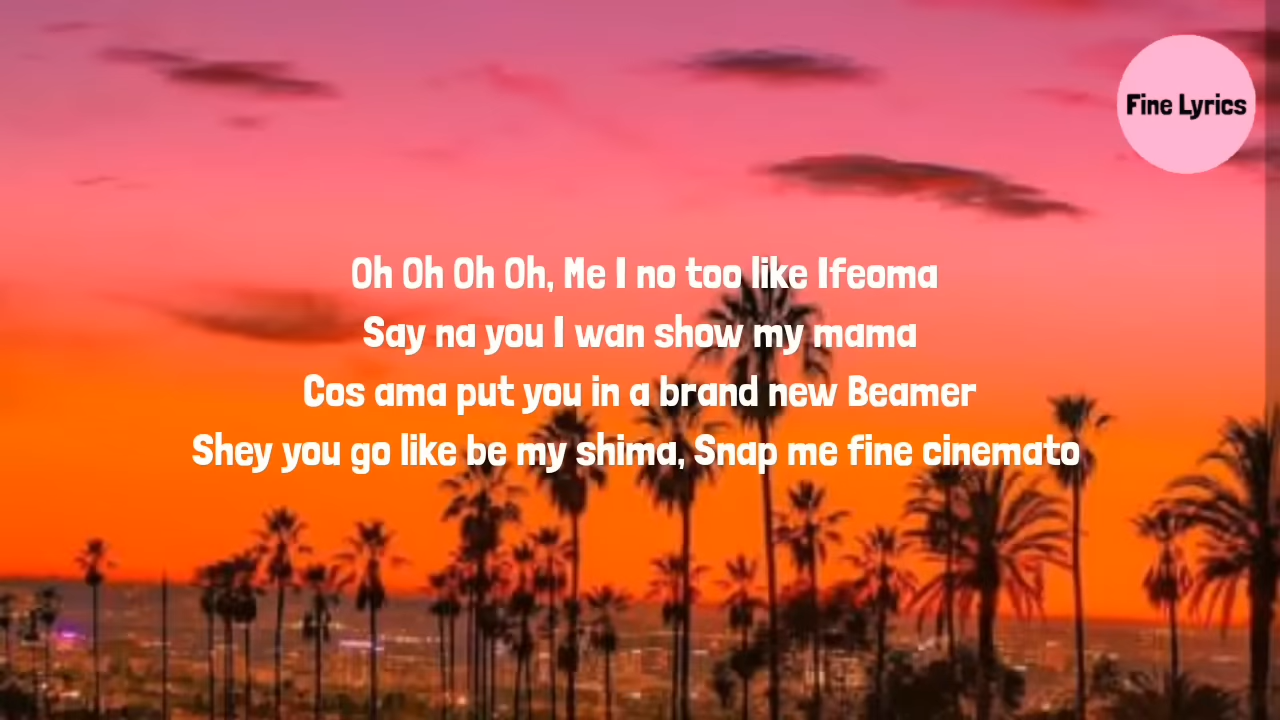 Fine Lyrics
Oh Oh Oh Oh, Me I no too like Ifeoma
Say na you I wan show my mama
Cos ama put you in a brand new Beamer
Shey you go like be my shima, Snap me fine cinemato